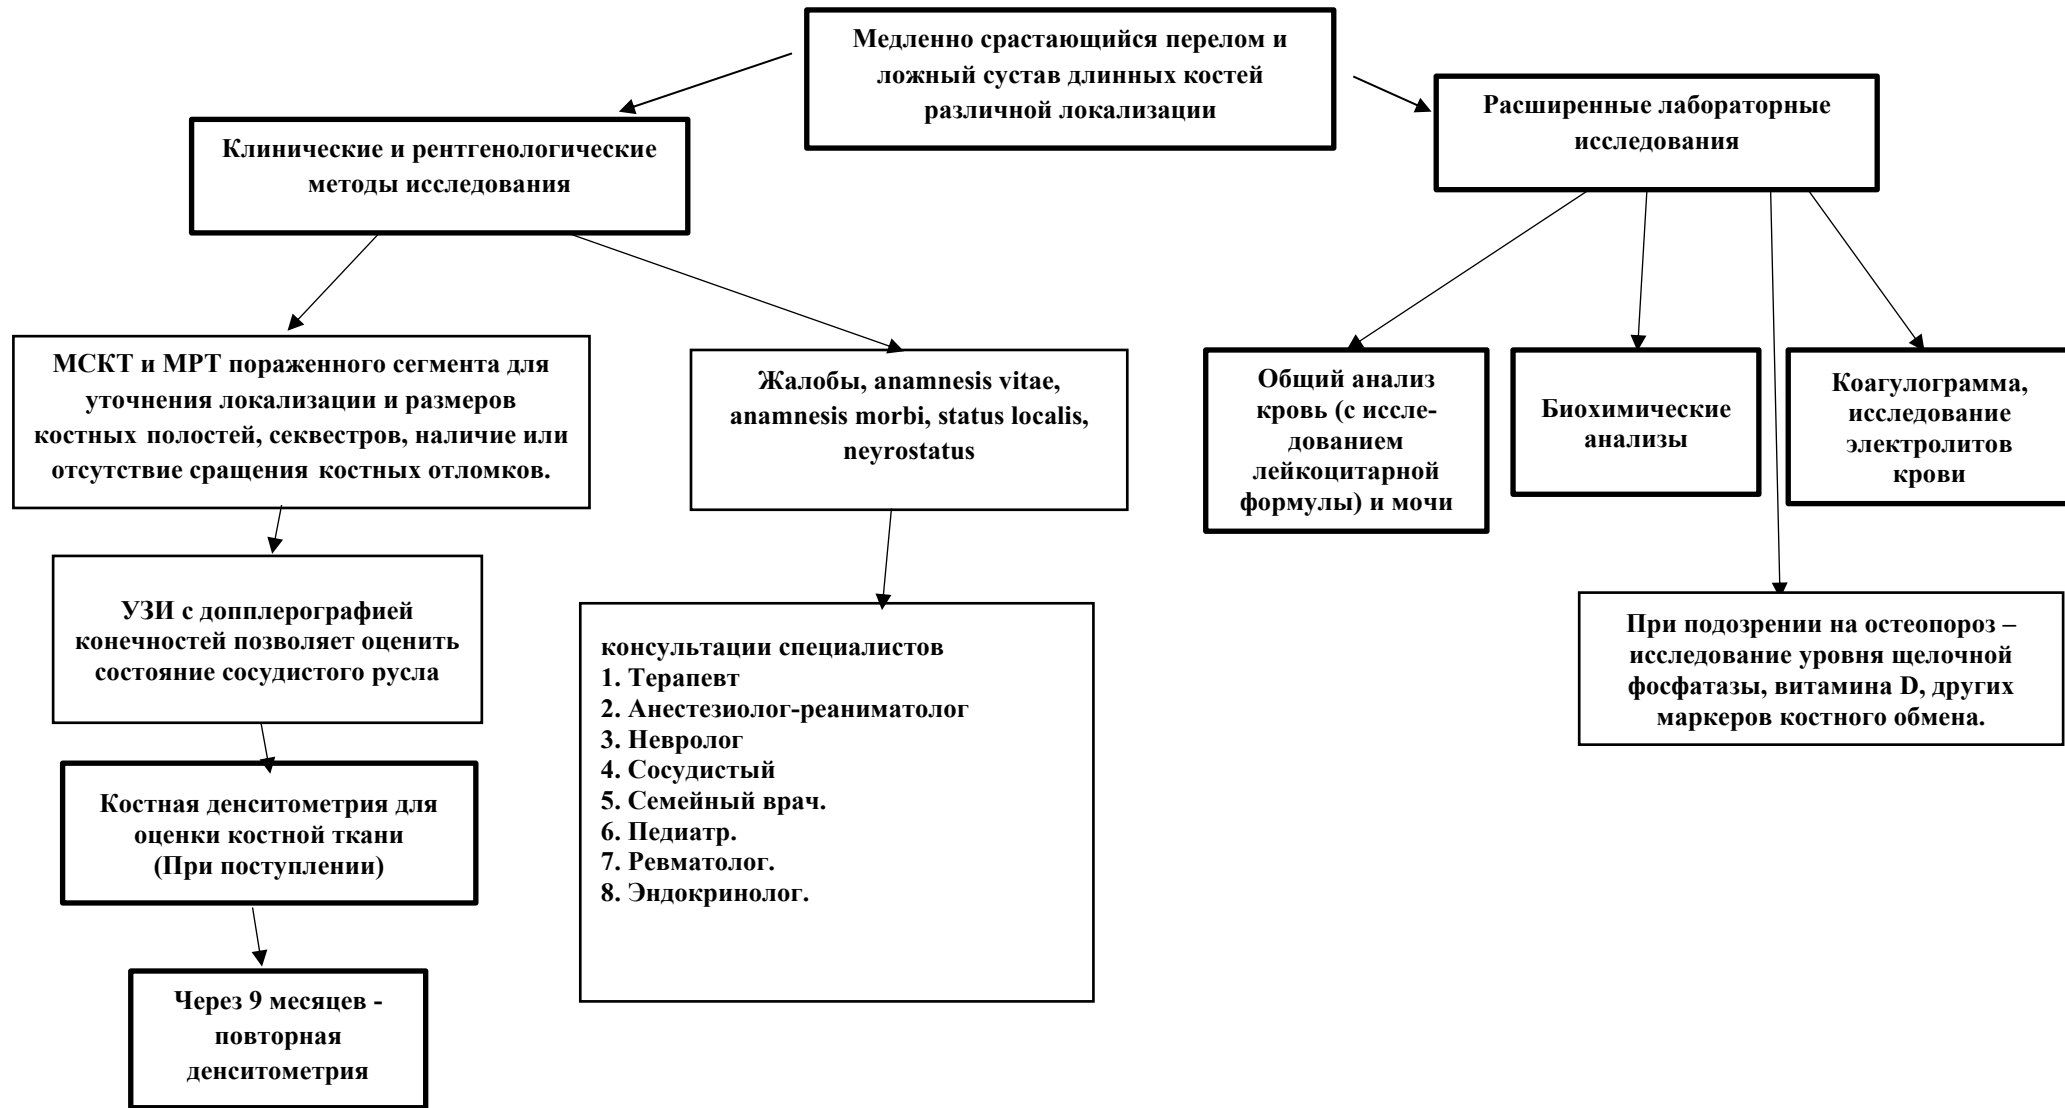 Медленно срастающийся перелом и
ложный сустав длинных костей
различной локализации
Клинические и рентгенологические
методы исследования
Расширенные лабораторные
исследования
МСКТ и МРТ пораженного сегмента для
уточнения локализации и размеров
костных полостей, секвестров, наличие или
отсутствие сращения костных отломков.
Жалобы, anamnesis vitae,
anamnesis morbi, status localis,
neyrostatus
Общий анализ
кровь (с иссле-
дованием
лейкоцитарной
формулы) и мочи
Биохимические
анализы
Коагулограмма,
исследование
электролитов
крови
УЗИ с допплерографией
конечностей позволяет оценить
состояние сосудистого русла
консультации специалистов
1. Терапевт
2. Анестезиолог-реаниматолог
3. Невролог
4. Сосудистый
5. Семейный врач.
6. Педиатр.
7. Ревматолог.
8. Эндокринолог.
При подозрении на остеопороз –
исследование уровня щелочной
фосфатазы, витамина D, других
маркеров костного обмена.
Костная денситометрия для
оценки костной ткани
(При поступлении)
Через 9 месяцев -
повторная
денситометрия